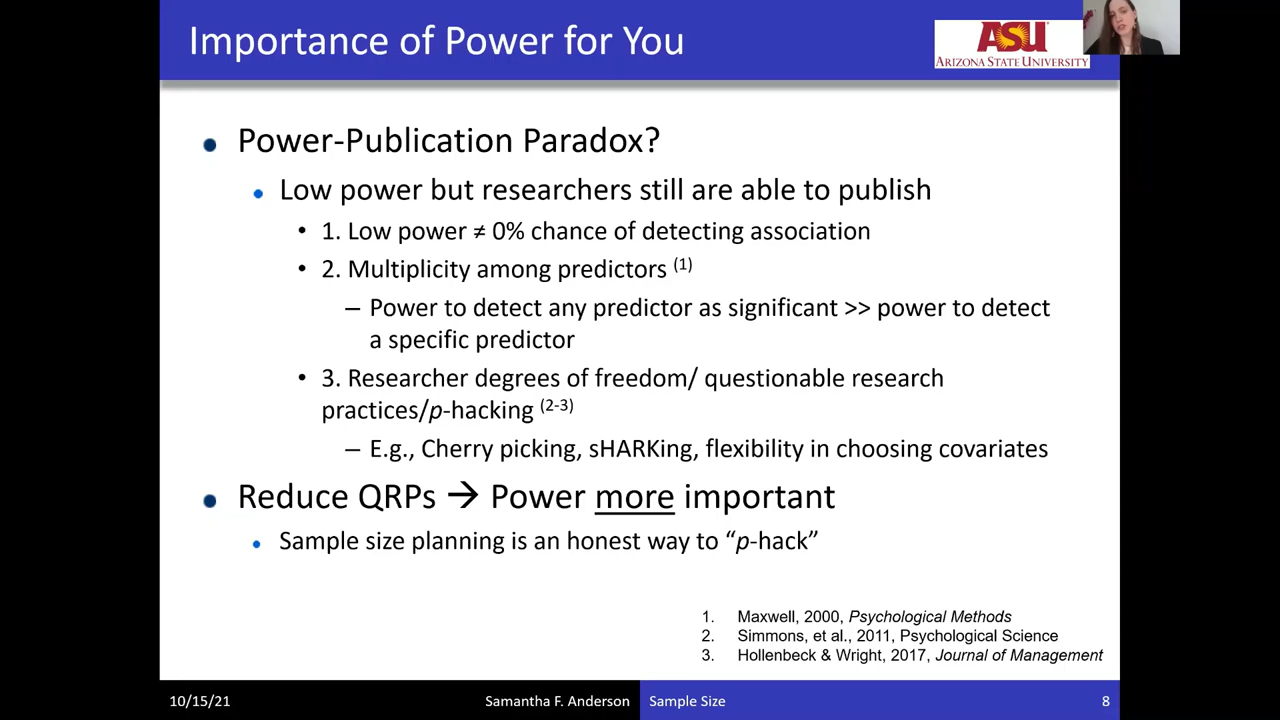 Importance of Power for You
ASU
ARIZONA STATE UNIVERSITY
• Power-Publication Paradox?
• Low power but researchers still are able to publish
• 1. Low power ≠ 0% chance of detecting association
• 2. Multiplicity among predictors (1)
– Power to detect any predictor as significant >> power to detect
a specific predictor
• 3. Researcher degrees of freedom/ questionable research
practices/p-hacking (2-3)
– E.g., Cherry picking, sHARKing, flexibility in choosing covariates
• Reduce QRPs → Power more important
• Sample size planning is an honest way to “p-hack”
1. Maxwell, 2000, Psychological Methods
2. Simmons, et al., 2011, Psychological Science
3. Hollenbeck & Wright, 2017, Journal of Management
10/15/21 Samantha F. Anderson Sample Size 8